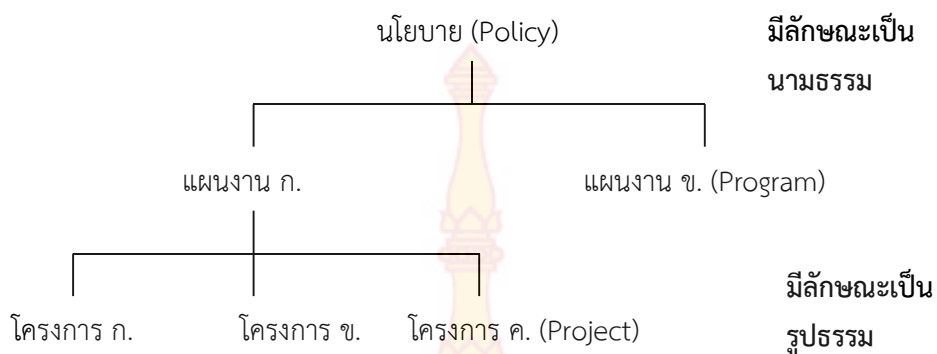 นโยบาย (Policy)
มีลักษณะเป็น
นามธรรม
แผนงาน ก.
แผนงาน ข. (Program)
มีลักษณะเป็น
โครงการ ก.
โครงการ ข.
โครงการ ค. (Project)
รูปธรรม